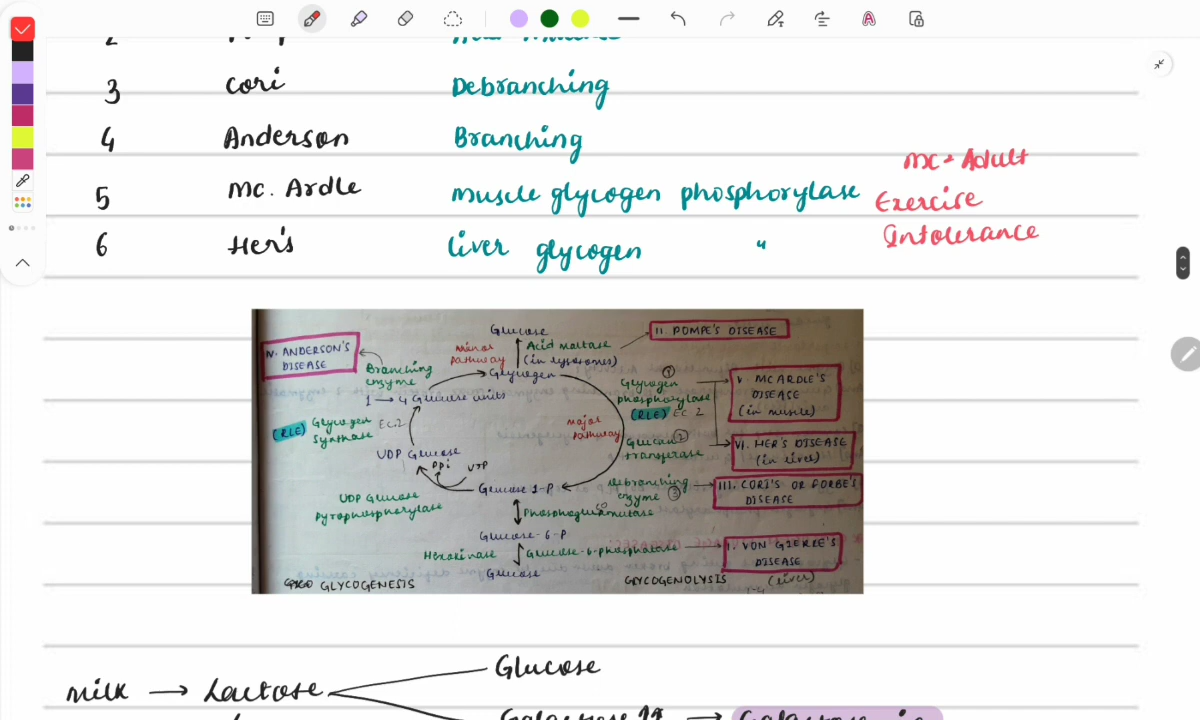 3 Cori Debranching
4 Anderson Branching
5 Mc. Ardle muscle glycogen phosphorylase
6 Her's liver glycogen "
MC + Adult
Exercise
Intolerance
Glucose
II. POMPE'S DISEASE
IV. ANDERSON'S
DISEASE
minor
pathway
Acid maltase
(in lysosomes)
Branching
enzyme
Glycogen
1 → 4 Glucose units
(RLE) Glycogen
synthase
EC.2
major
pathway
①
Glycogen
phosphorylase
(RLE) EC 2
V. MC ARDLE'S
DISEASE
(in muscle)
Glucan ②
transferase
VI. HER'S DISEASE
(in liver)
UDP Glucose
PPi UTP
Glucose 1-P
Debranching
enzyme ③
III. CORI'S OR FORBE'S
DISEASE
UDP Glucose
Pyrophosphorylase
Phosphoglucomutase
Glucose-6-P
Hexokinase
Glucose-6-phosphatase
I. VON GIERKE'S
DISEASE
(liver)
Glucose
GLYCOGENESIS
GLYCOGENOLYSIS
Milk → Lactose
Glucose